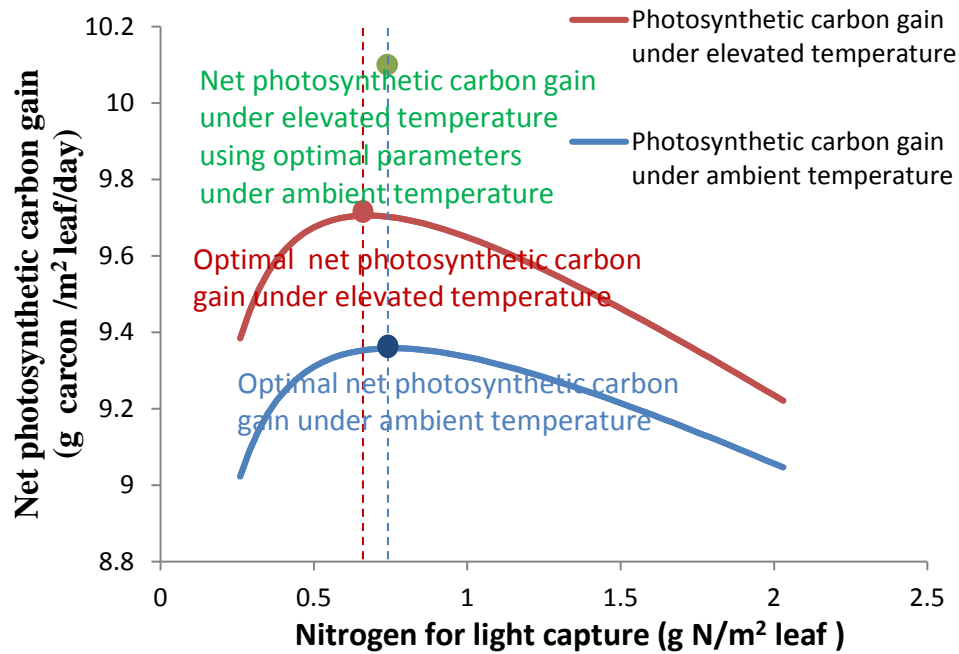 Net photosynthetic carbon gain
(g carcon /m² leaf/day)
10.2
10
9.8
9.6
9.4
9.2
9
8.8
Photosynthetic carbon gain
under elevated temperature
Photosynthetic carbon gain
under ambient temperature
Net photosynthetic carbon gain
under elevated temperature
using optimal parameters
under ambient temperature
Optimal net photosynthetic carbon
gain under elevated temperature
Optimal net photosynthetic carbon
gain under ambient temperature
0 0.5 1 1.5 2 2.5
Nitrogen for light capture (g N/m² leaf )